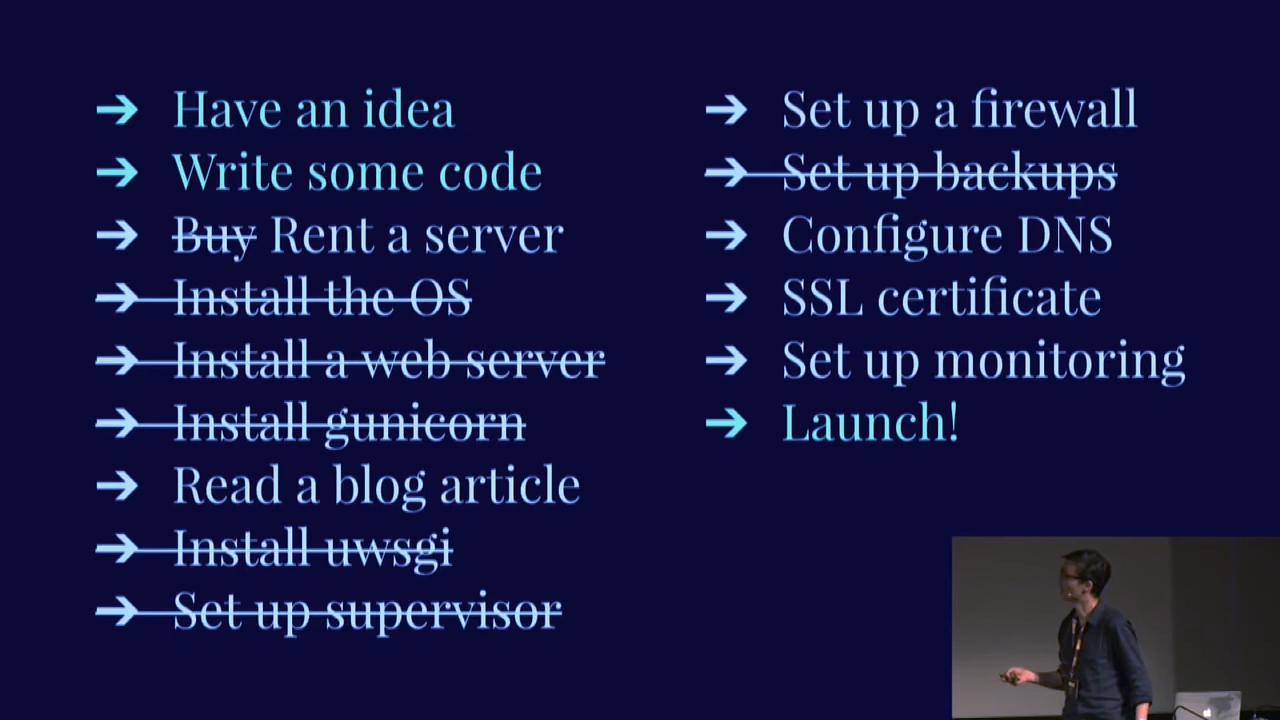 ➔ Have an idea
➔ Write some code
➔ Buy Rent a server
➔ Install the OS
➔ Install a web server
➔ Install gunicorn
➔ Read a blog article
➔ Install uwsgi
➔ Set up supervisor
➔ Set up a firewall
➔ Set up backups
➔ Configure DNS
➔ SSL certificate
➔ Set up monitoring
➔ Launch!